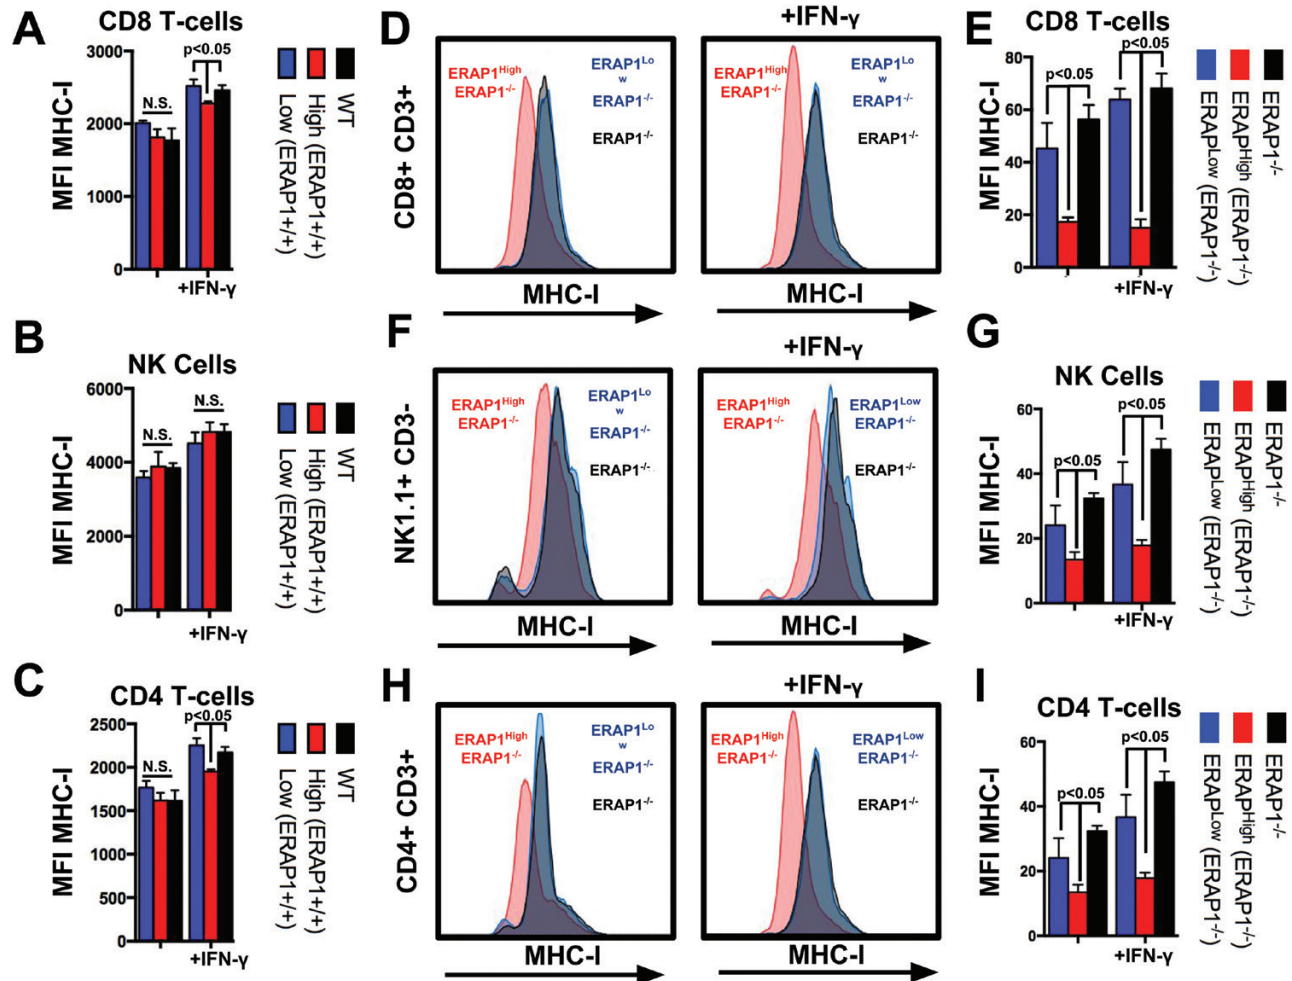 A
CD8 T-cells
MFI MHC-I
3000
2000
1000
0
N.S.
p<0.05
+IFN-γ
Low (ERAP1+/+)
High (ERAP1+/+)
WT
B
NK Cells
MFI MHC-I
6000
4000
2000
0
N.S.
N.S.
+IFN-γ
Low (ERAP1+/+)
High (ERAP1+/+)
WT
C
CD4 T-cells
MFI MHC-I
2500
2000
1500
1000
500
0
N.S.
p<0.05
+IFN-γ
Low (ERAP1+/+)
High (ERAP1+/+)
WT
D
CD8+ CD3+
ERAP1High
ERAP1-/-
ERAP1Lo
w
ERAP1-/-
ERAP1-/-
MHC-I
+IFN-γ
ERAP1High
ERAP1-/-
ERAP1Lo
w
ERAP1-/-
ERAP1-/-
MHC-I
E
CD8 T-cells
MFI MHC-I
80
60
40
20
0
p<0.05
p<0.05
+IFN-γ
ERAPLow (ERAP1-/-)
ERAPHigh (ERAP1-/-)
ERAP1-/-
F
NK1.1+ CD3-
ERAP1High
ERAP1-/-
ERAP1Lo
w
ERAP1-/-
ERAP1-/-
MHC-I
+IFN-γ
ERAP1High
ERAP1-/-
ERAP1Low
ERAP1-/-
ERAP1-/-
MHC-I
G
NK Cells
MFI MHC-I
60
40
20
0
p<0.05
p<0.05
+IFN-γ
ERAPLow (ERAP1-/-)
ERAPHigh (ERAP1-/-)
ERAP1-/-
H
CD4+ CD3+
ERAP1High
ERAP1-/-
ERAP1Lo
w
ERAP1-/-
ERAP1-/-
MHC-I
+IFN-γ
ERAP1High
ERAP1-/-
ERAP1Low
ERAP1-/-
ERAP1-/-
MHC-I
I
CD4 T-cells
MFI MHC-I
60
40
20
0
p<0.05
p<0.05
+IFN-γ
ERAPLow (ERAP1-/-)
ERAPHigh (ERAP1-/-)
ERAP1-/-